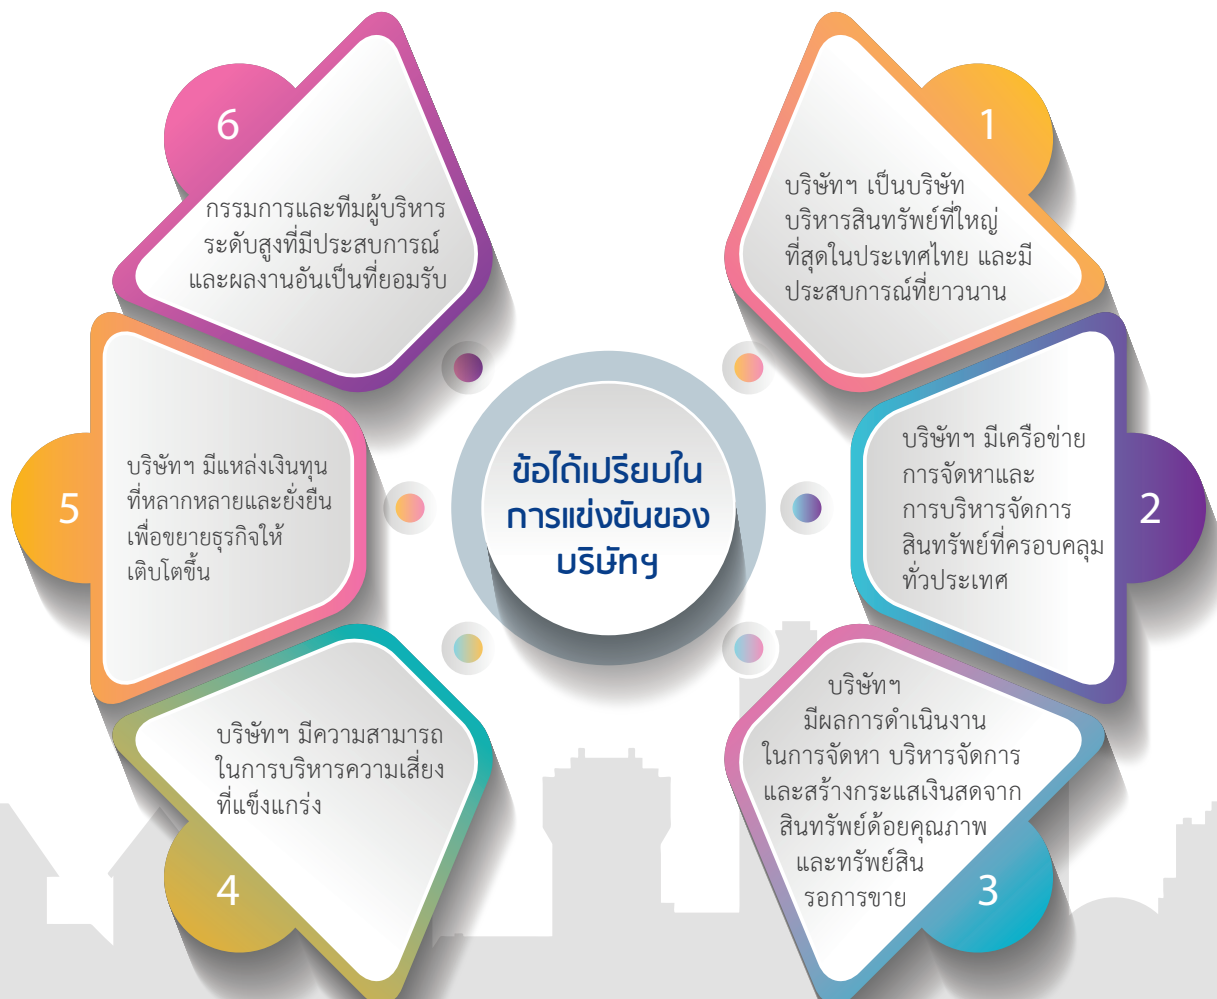 ข้อได้เปรียบใน
การแข่งขันของ
บริษัทฯ
1
บริษัทฯ เป็นบริษัท
บริหารสินทรัพย์ที่ใหญ่
ที่สุดในประเทศไทย และมี
ประสบการณ์ที่ยาวนาน
2
บริษัทฯ มีเครือข่าย
การจัดหาและ
การบริหารจัดการ
สินทรัพย์ที่ครอบคลุม
ทั่วประเทศ
3
บริษัทฯ
มีผลการดำเนินงาน
ในการจัดหา บริหารจัดการ
และสร้างกระแสเงินสดจาก
สินทรัพย์ด้อยคุณภาพ
และทรัพย์สิน
รอการขาย
4
บริษัทฯ มีความสามารถ
ในการบริหารความเสี่ยง
ที่แข็งแกร่ง
5
บริษัทฯ มีแหล่งเงินทุน
ที่หลากหลายและยั่งยืน
เพื่อขยายธุรกิจให้
เติบโตขึ้น
6
กรรมการและทีมผู้บริหาร
ระดับสูงที่มีประสบการณ์
และผลงานอันเป็นที่ยอมรับ